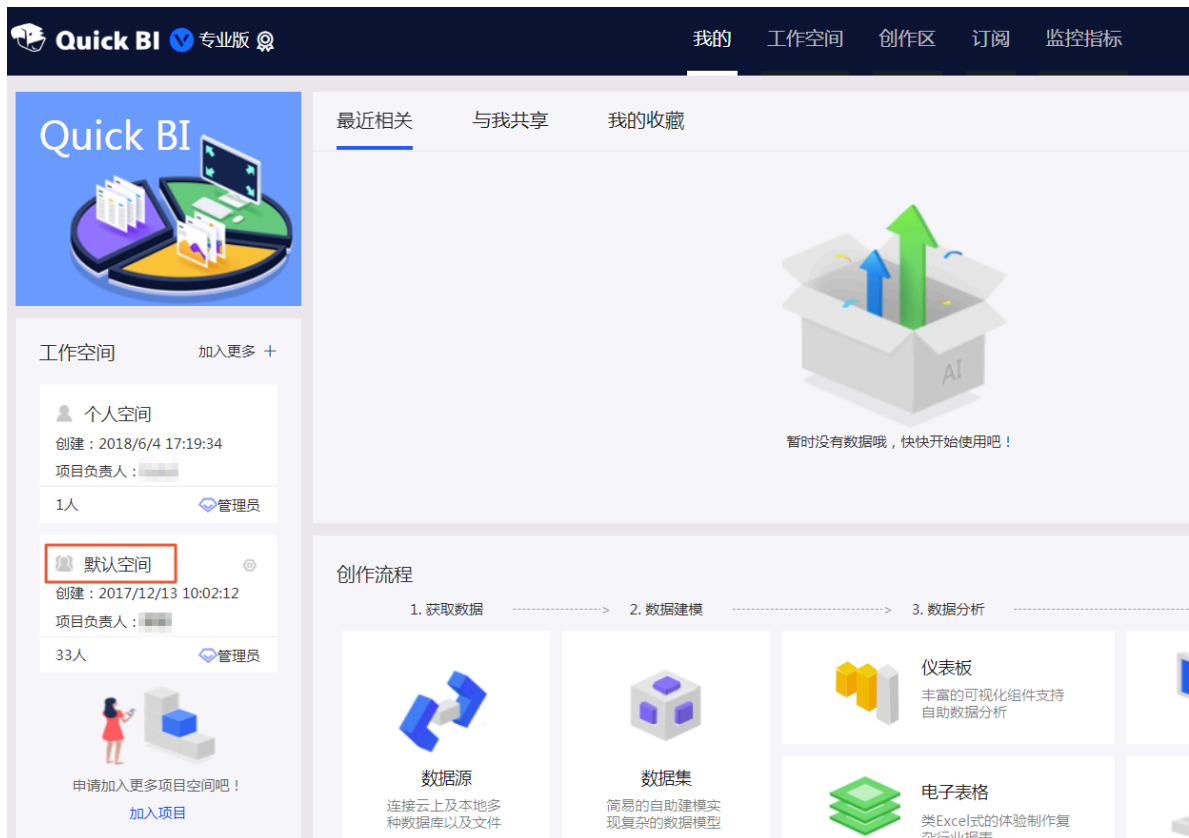 Quick BI 专业版
我的 工作空间 创作区 订阅 监控指标
Quick BI
最近相关 与我共享 我的收藏
AI
暂时没有数据哦，快快开始使用吧！
工作空间 加入更多 +
个人空间
创建：2018/6/4 17:19:34
项目负责人：
1人 管理员
默认空间
创建：2017/12/13 10:02:12
项目负责人：
33人 管理员
申请加入更多项目空间吧！
加入项目
创作流程
1. 获取数据 2. 数据建模 3. 数据分析
数据源
连接云上及本地多
种数据库以及文件
数据集
简易的自助建模实
现复杂的数据模型
仪表板
丰富的可视化组件支持
自助数据分析
电子表格
类Excel式的体验制作复
杂行业报表